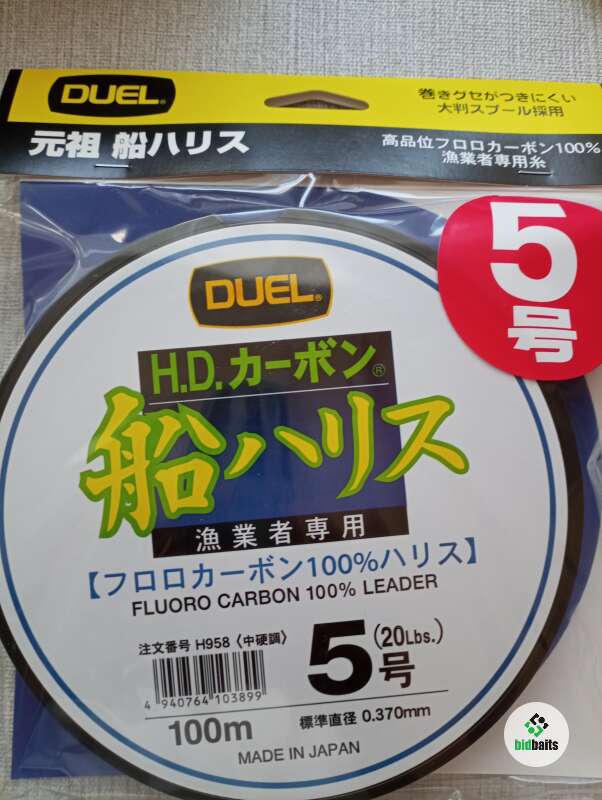 DUEL®
巻きグセがつきにくい
大判スプール採用
元祖 船ハリス
高品位フロロカーボン100%
漁業者専用糸
5
号
DUEL®
H.D.カーボン®
船ハリス
漁業者専用
【フロロカーボン100%ハリス】
FLUORO CARBON 100% LEADER
注文番号 H958〈中硬調〉
5号 (20Lbs.)
4 940764 103899
100m
標準直径 0.370mm
MADE IN JAPAN
bidbaits